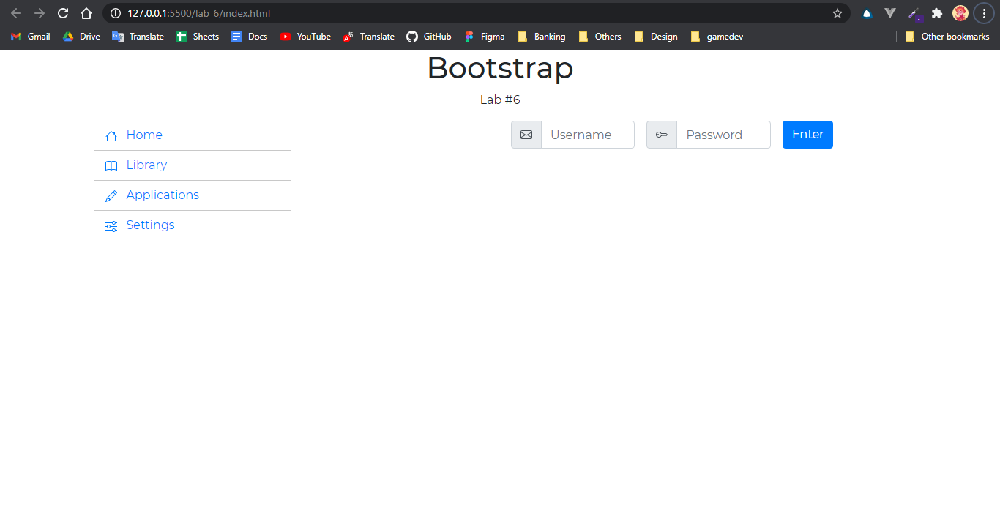 127.0.0.1:5500/lab_6/index.html
Gmail Drive Translate Sheets Docs YouTube Translate GitHub Figma Banking Others Design gamedev Other bookmarks
Bootstrap
Lab #6
Home
Username Password Enter
Library
Applications
Settings